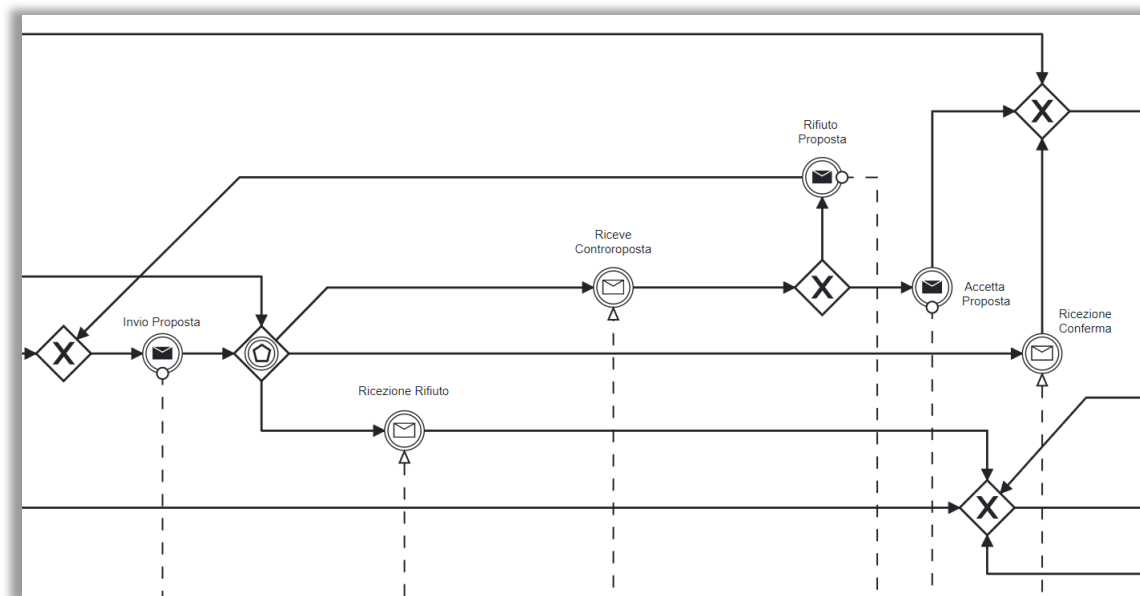 Rifiuto
Proposta
Riceve
Controroposta
Invio Proposta
Accetta
Proposta
Ricezione
Conferma
Ricezione Rifiuto